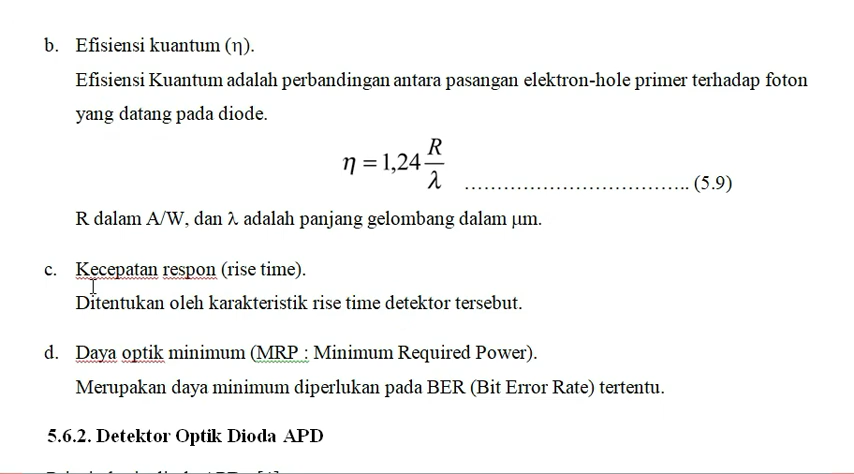 b. Efisiensi kuantum (η).
Efisiensi Kuantum adalah perbandingan antara pasangan elektron-hole primer terhadap foton
yang datang pada diode.
η = 1,24 R/λ ……………………………. (5.9)
R dalam A/W, dan λ adalah panjang gelombang dalam μm.
c. Kecepatan respon (rise time).
Ditentukan oleh karakteristik rise time detektor tersebut.
d. Daya optik minimum (MRP : Minimum Required Power).
Merupakan daya minimum diperlukan pada BER (Bit Error Rate) tertentu.
5.6.2. Detektor Optik Dioda APD